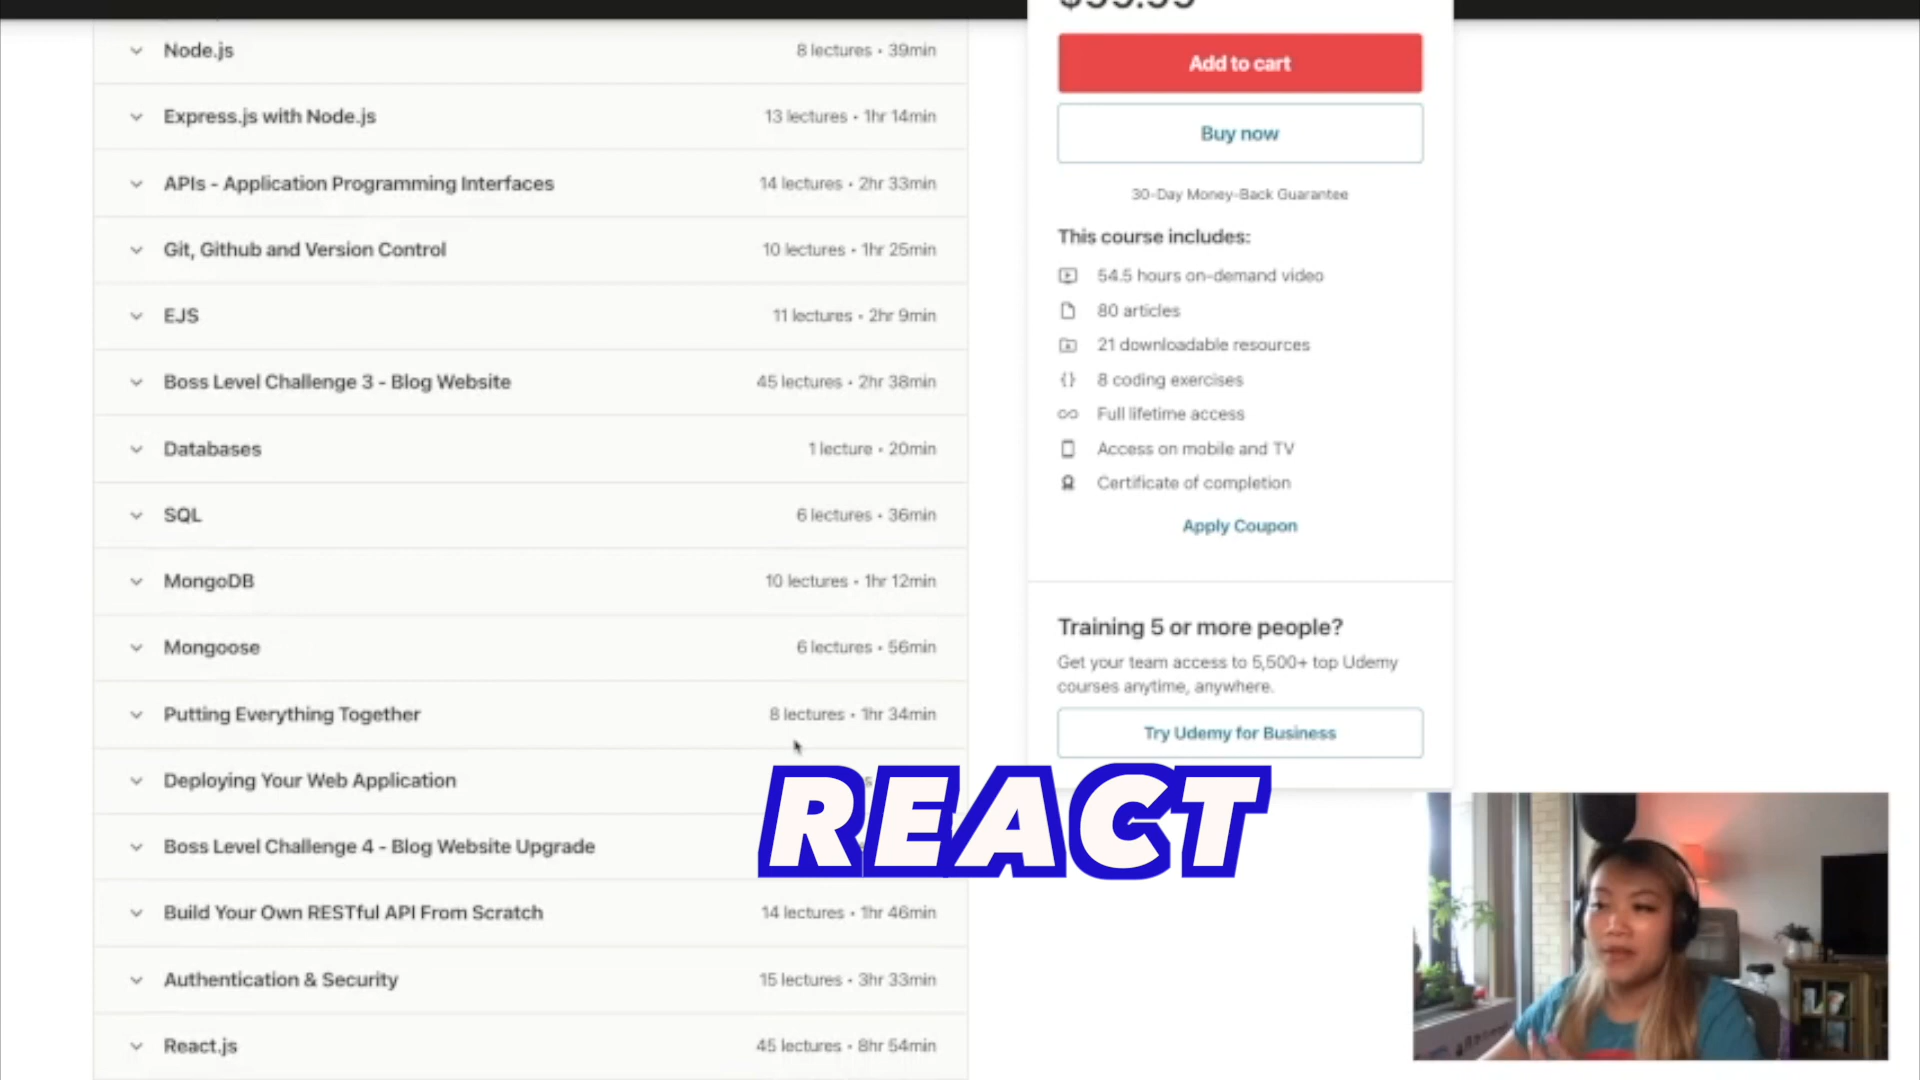 Node.js 8 lectures • 39min
Express.js with Node.js 13 lectures • 1hr 14min
APIs - Application Programming Interfaces 14 lectures • 2hr 33min
Git, Github and Version Control 10 lectures • 1hr 25min
EJS 11 lectures • 2hr 9min
Boss Level Challenge 3 - Blog Website 45 lectures • 2hr 38min
Databases 1 lecture • 20min
SQL 6 lectures • 36min
MongoDB 10 lectures • 1hr 12min
Mongoose 6 lectures • 56min
Putting Everything Together 8 lectures • 1hr 34min
Deploying Your Web Application
Boss Level Challenge 4 - Blog Website Upgrade
Build Your Own RESTful API From Scratch 14 lectures • 1hr 46min
Authentication & Security 15 lectures • 3hr 33min
React.js 45 lectures • 8hr 54min
Add to cart
Buy now
30-Day Money-Back Guarantee
This course includes:
54.5 hours on-demand video
80 articles
21 downloadable resources
8 coding exercises
Full lifetime access
Access on mobile and TV
Certificate of completion
Apply Coupon
Training 5 or more people?
Get your team access to 5,500+ top Udemy
courses anytime, anywhere.
Try Udemy for Business
REACT